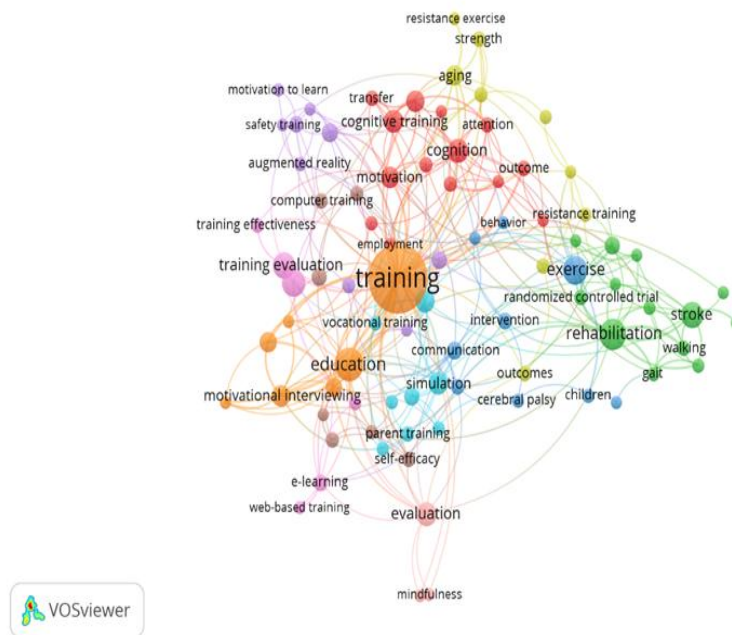 resistance exercise
strength
aging
motivation to learn
transfer
safety training
cognitive training
attention
augmented reality
cognition
motivation
outcome
computer training
training effectiveness
behavior
resistance training
employment
training evaluation
training
exercise
randomized controlled trial
vocational training
intervention
rehabilitation
stroke
communication
walking
education
simulation
outcomes
gait
motivational interviewing
cerebral palsy
children
parent training
self-efficacy
e-learning
web-based training
evaluation
mindfulness
VOSviewer